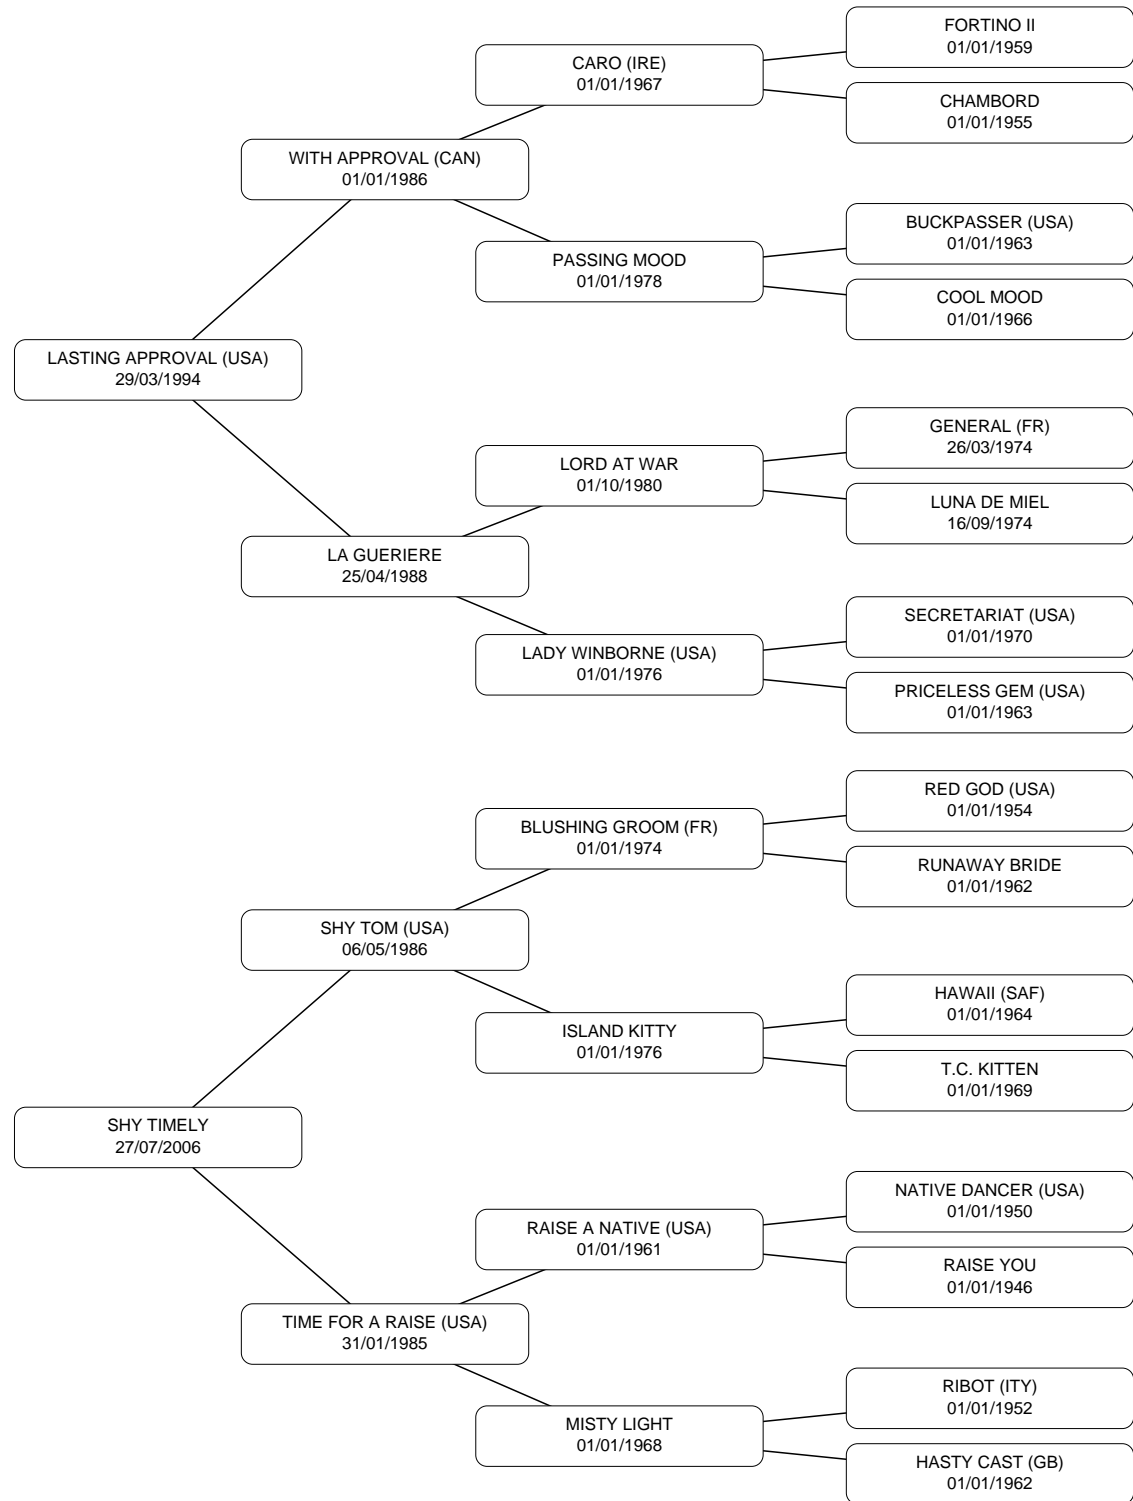 FORTINO II
01/01/1959
CARO (IRE)
01/01/1967
CHAMBORD
01/01/1955
WITH APPROVAL (CAN)
01/01/1986
BUCKPASSER (USA)
01/01/1963
PASSING MOOD
01/01/1978
COOL MOOD
01/01/1966
LASTING APPROVAL (USA)
29/03/1994
GENERAL (FR)
26/03/1974
LORD AT WAR
01/10/1980
LUNA DE MIEL
16/09/1974
LA GUERIERE
25/04/1988
SECRETARIAT (USA)
01/01/1970
LADY WINBORNE (USA)
01/01/1976
PRICELESS GEM (USA)
01/01/1963
RED GOD (USA)
01/01/1954
BLUSHING GROOM (FR)
01/01/1974
RUNAWAY BRIDE
01/01/1962
SHY TOM (USA)
06/05/1986
HAWAII (SAF)
01/01/1964
ISLAND KITTY
01/01/1976
T.C. KITTEN
01/01/1969
SHY TIMELY
27/07/2006
NATIVE DANCER (USA)
01/01/1950
RAISE A NATIVE (USA)
01/01/1961
RAISE YOU
01/01/1946
TIME FOR A RAISE (USA)
31/01/1985
RIBOT (ITY)
01/01/1952
MISTY LIGHT
01/01/1968
HASTY CAST (GB)
01/01/1962